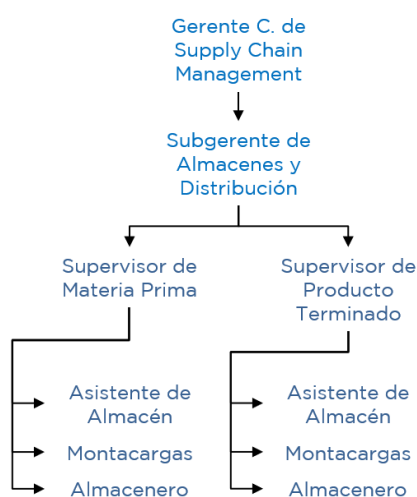 Gerente C. de
Supply Chain
Management
Subgerente de
Almacenes y
Distribución
Supervisor de
Materia Prima
Supervisor de
Producto
Terminado
Asistente de
Almacén
Montacargas
Almacenero
Asistente de
Almacén
Montacargas
Almacenero